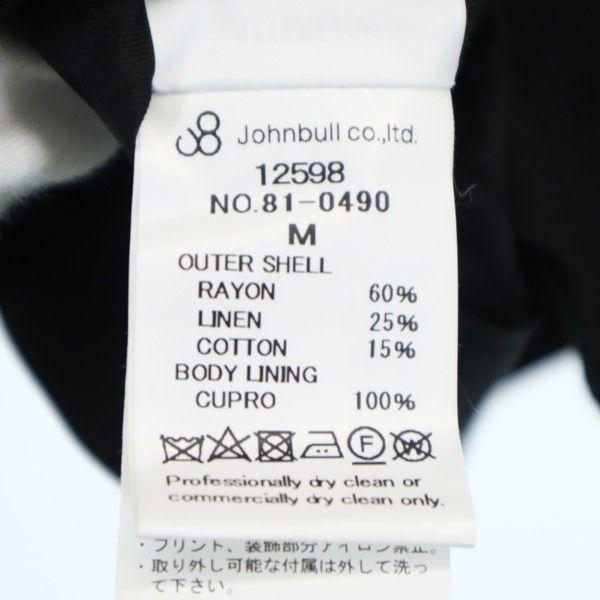 Johnbull co.,ltd.
12598
NO.81-0490
M
OUTER SHELL
RAYON 60%
LINEN 25%
COTTON 15%
BODY LINING
CUPRO 100%
F
W
Professionally dry clean or
commercially dry clean only.
・プリント、装飾部分アイロン禁止。
・取り外し可能な付属は外して洗っ
て下さい。